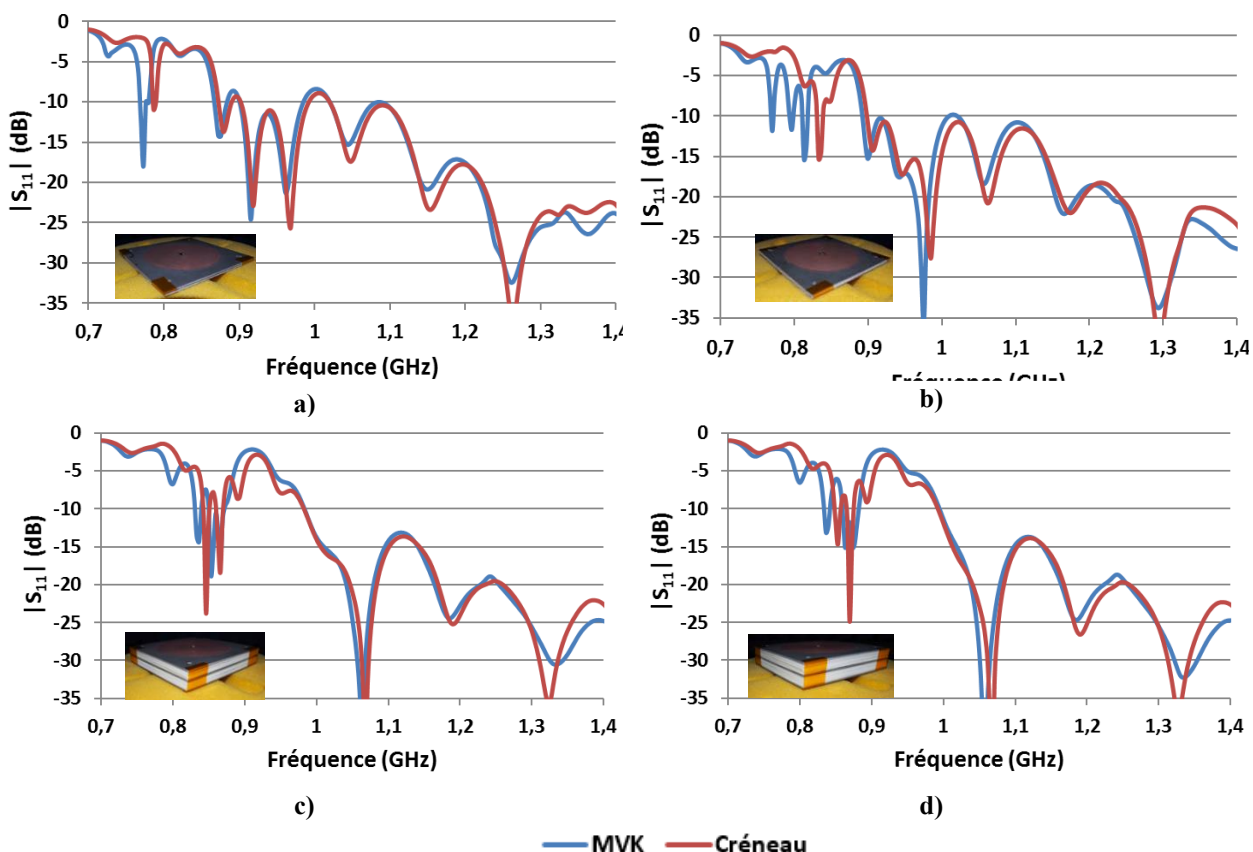 0
-5
-10
-15
-20
-25
-30
-35
|S11| (dB)
0,7 0,8 0,9 1 1,1 1,2 1,3 1,4
Fréquence (GHz)
a)
0
-5
-10
-15
-20
-25
-30
-35
|S11| (dB)
0,7 0,8 0,9 1 1,1 1,2 1,3 1,4
Fréquence (GHz)
b)
0
-5
-10
-15
-20
-25
-30
-35
|S11| (dB)
0,7 0,8 0,9 1 1,1 1,2 1,3 1,4
Fréquence (GHz)
c)
0
-5
-10
-15
-20
-25
-30
-35
|S11| (dB)
0,7 0,8 0,9 1 1,1 1,2 1,3 1,4
Fréquence (GHz)
d)
MVK Créneau